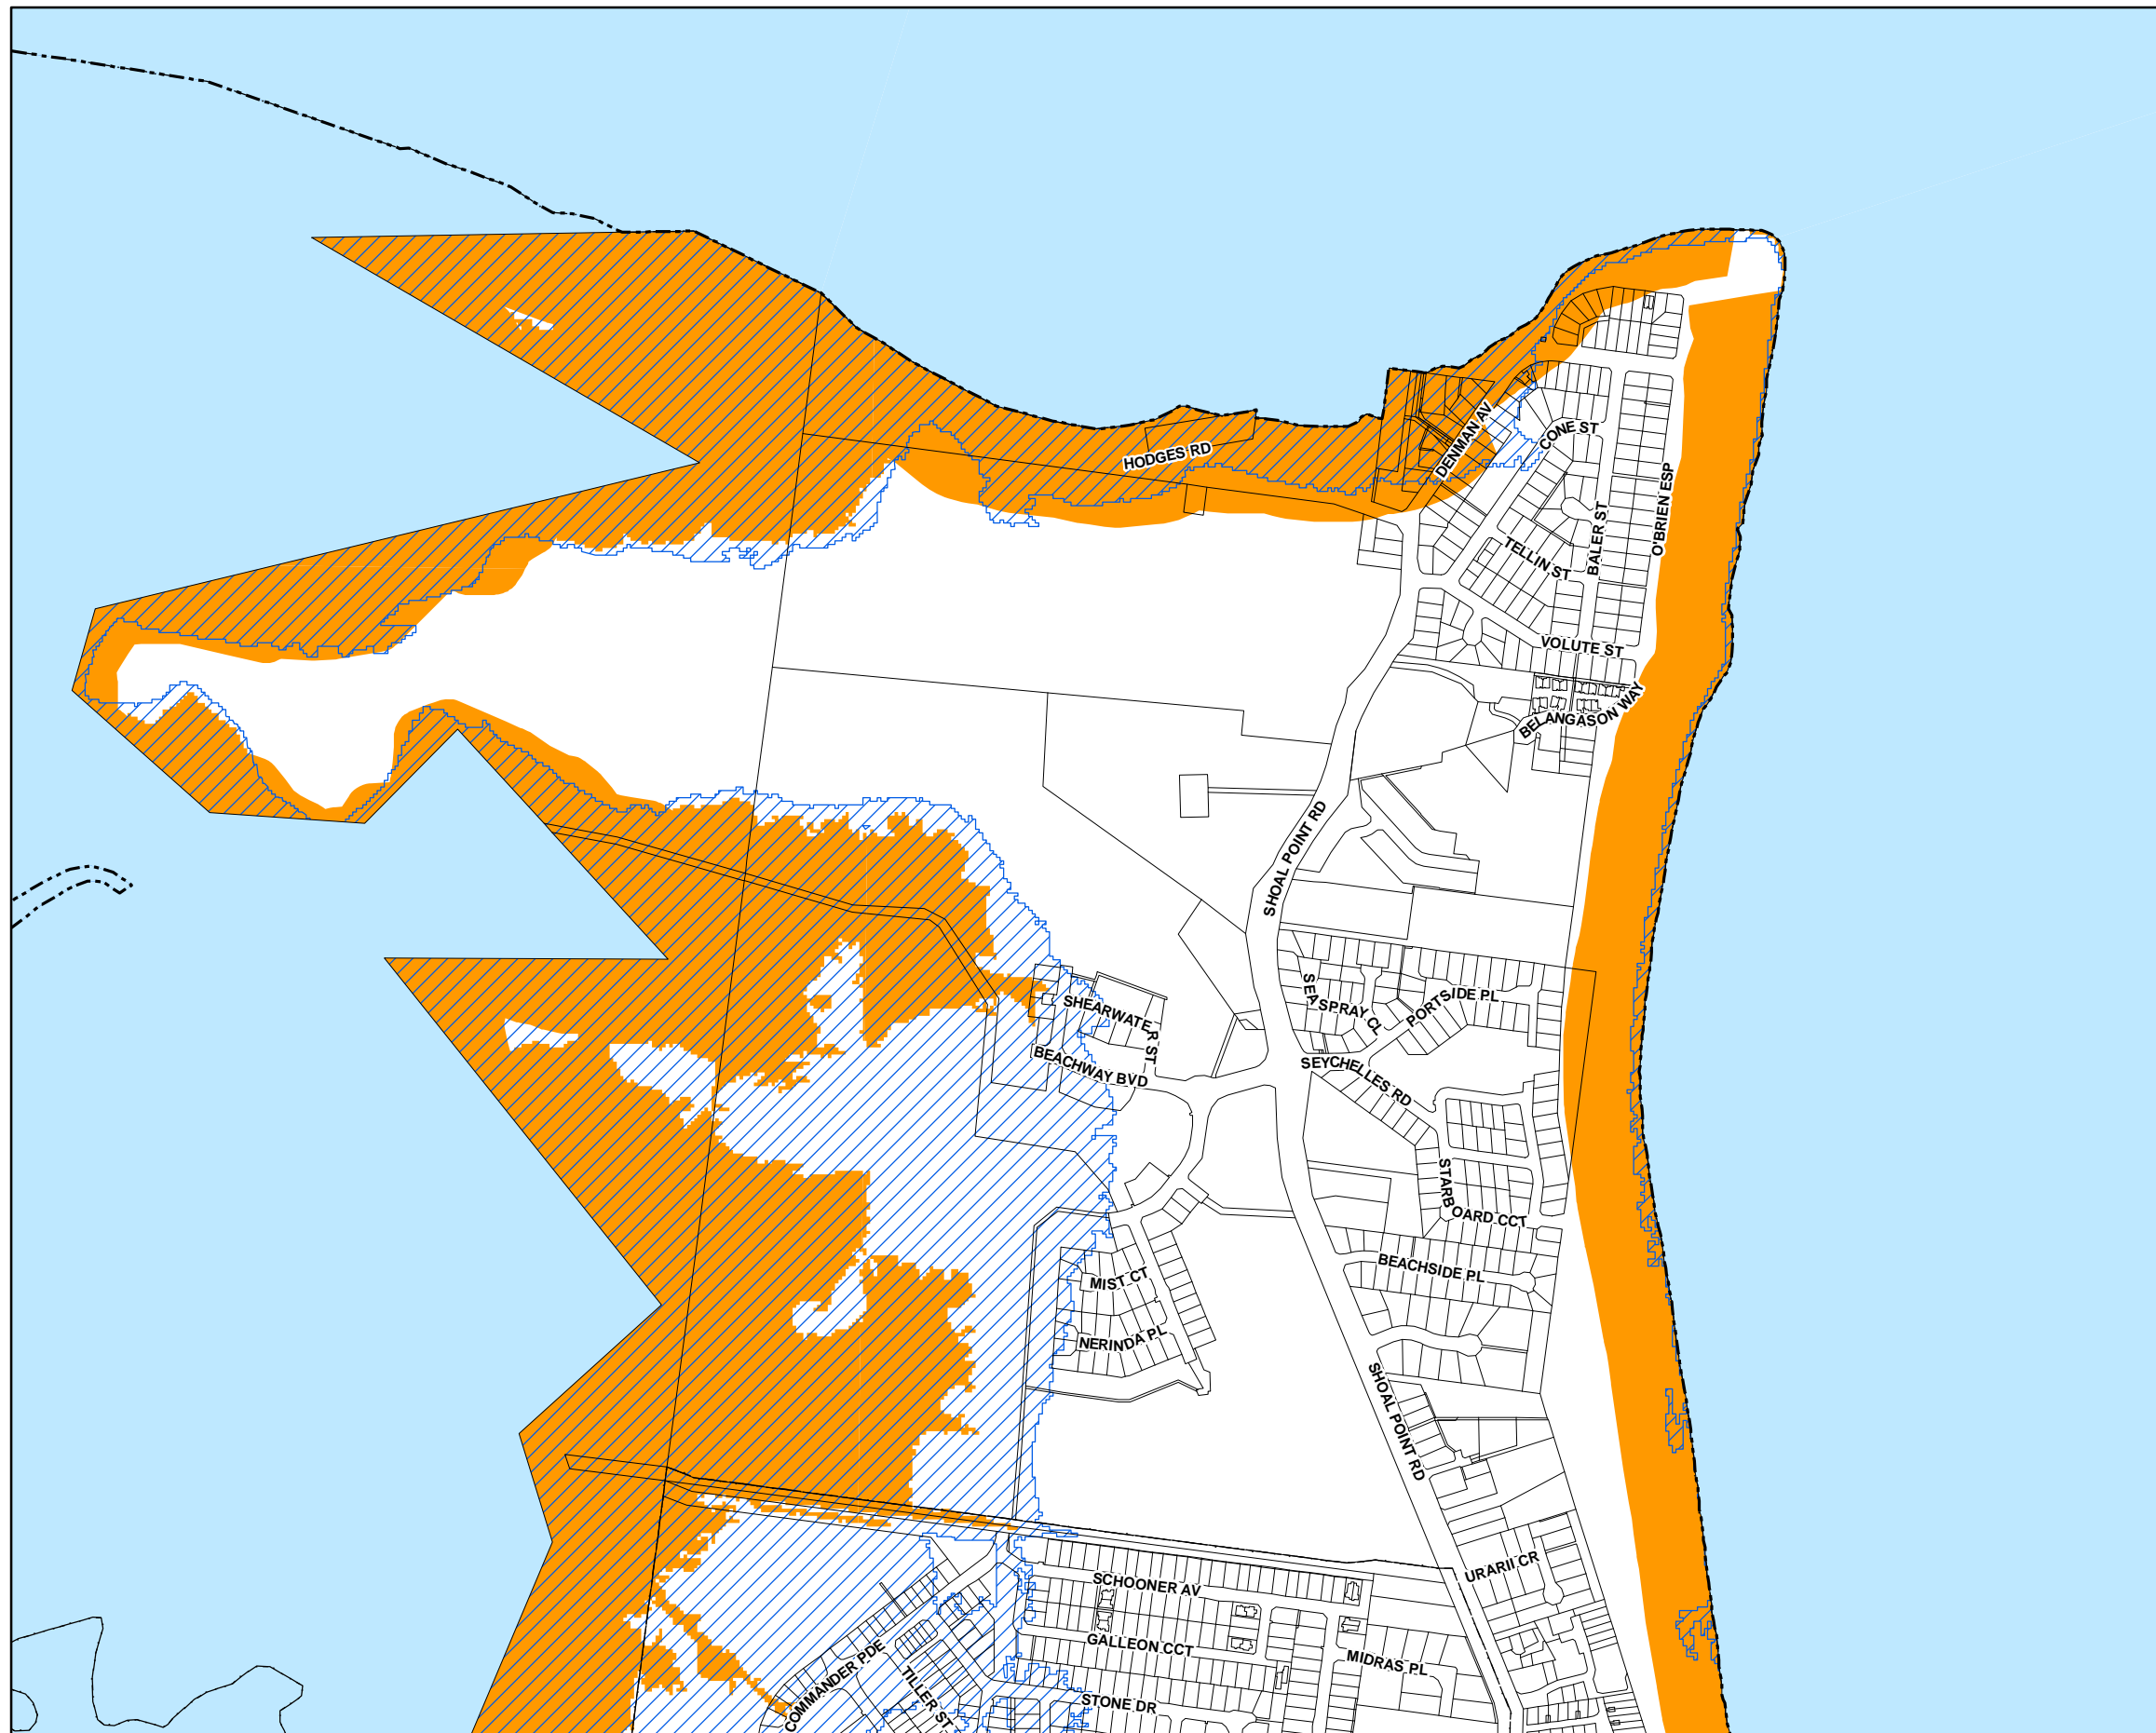 HODGES RD
DENMAN AV
CONE ST
O'BRIEN ESP
BALER ST
TELLIN ST
VOLUTE ST
BELANGASON WAY
SHOAL POINT RD
SEA SPRAY CL
PORTSIDE PL
SHEARWATER ST
BEACHWAY BVD
SEYCHELLES RD
STARBOARD CCT
BEACHSIDE PL
MIST CT
NERINDA PL
SHOAL POINT RD
URARII CR
SCHOONER AV
GALLEON CCT
MIDRAS PL
COMMANDER PDE
TILLER ST
STONE DR